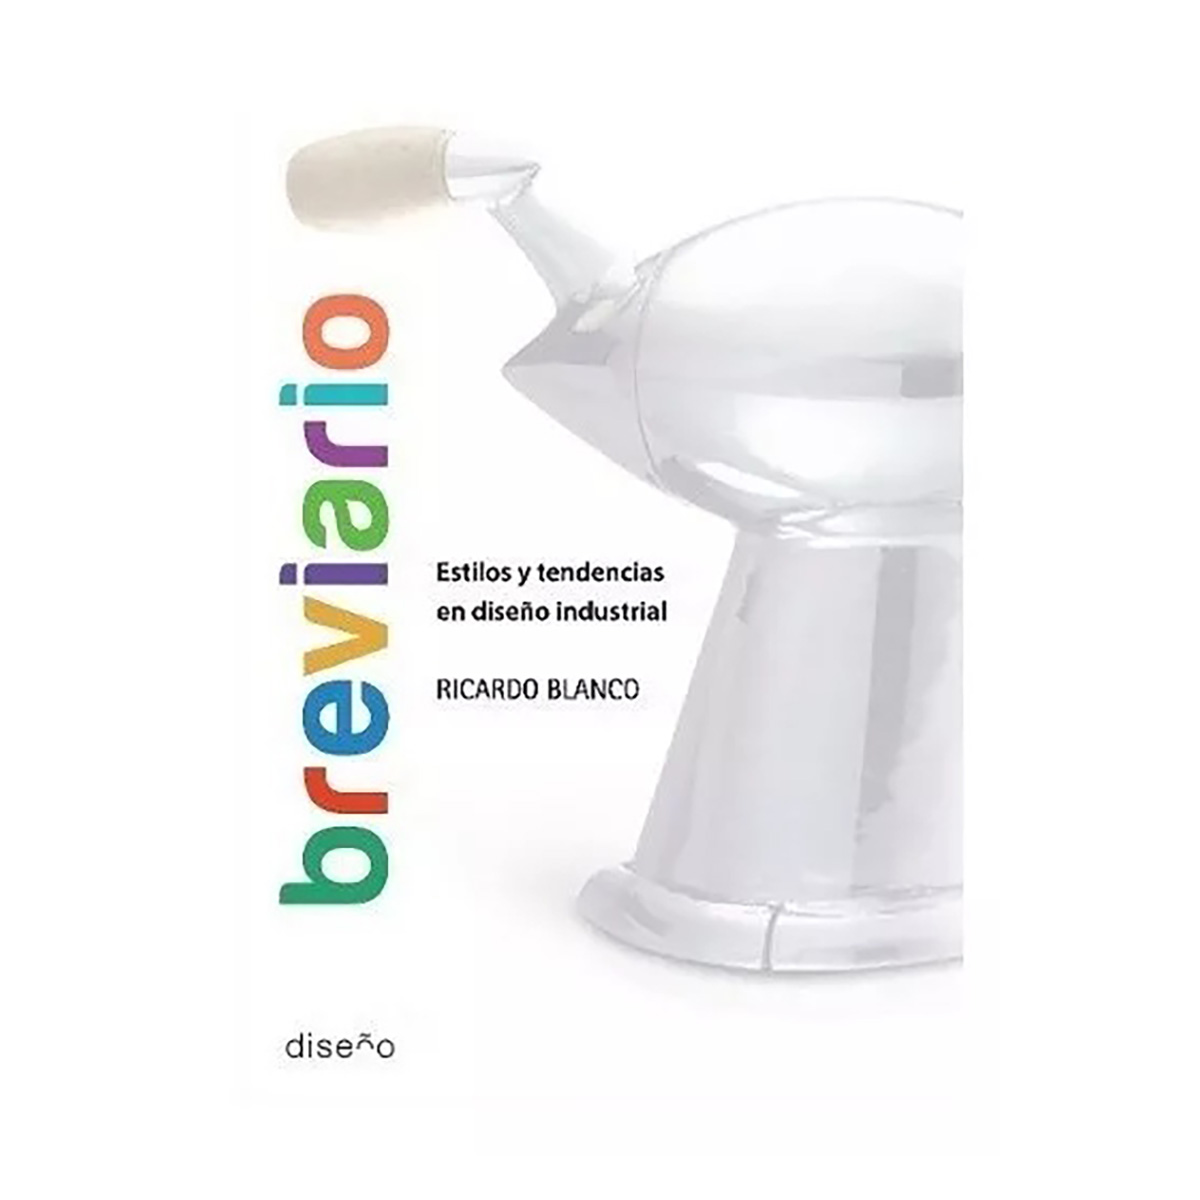 breviario
Estilos y tendencias
en diseño industrial
RICARDO BLANCO
diseño